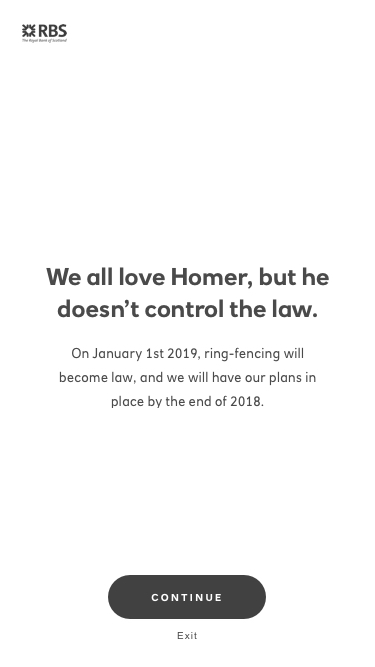 RBS
The Royal Bank of Scotland
We all love Homer, but he
doesn’t control the law.
On January 1st 2019, ring-fencing will
become law, and we will have our plans in
place by the end of 2018.
CONTINUE
Exit